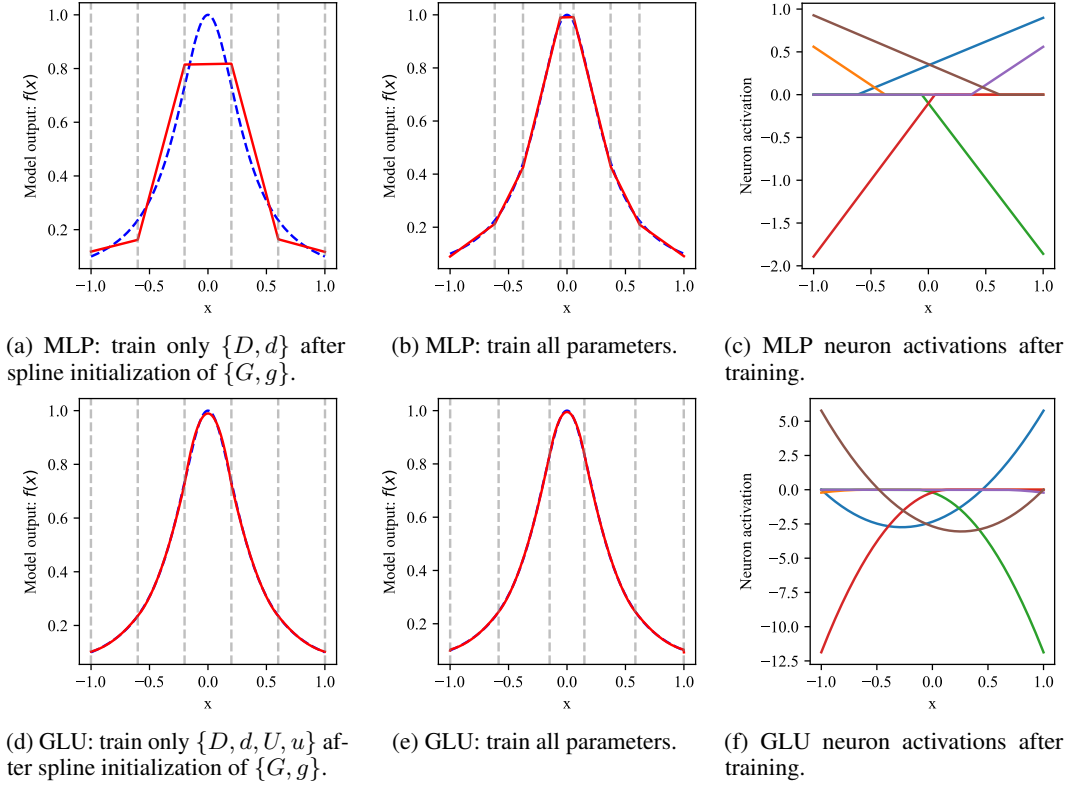 1.0
0.8
0.6
0.4
0.2
Model output: f(x)
−1.0 −0.5 0.0 0.5 1.0
x
1.0
0.8
0.6
0.4
0.2
Model output: f(x)
−1.0 −0.5 0.0 0.5 1.0
x
0.5
0.0
−0.5
−1.0
−1.5
−2.0
Neuron activation
−1.0 −0.5 0.0 0.5 1.0
x
(a) MLP: train only {D, d} after
spline initialization of {G, g}.
(b) MLP: train all parameters.
(c) MLP neuron activations after
training.
1.0
0.8
0.6
0.4
0.2
Model output: f(x)
−1.0 −0.5 0.0 0.5 1.0
x
1.0
0.8
0.6
0.4
0.2
Model output: f(x)
−1.0 −0.5 0.0 0.5 1.0
x
5.0
2.5
0.0
−2.5
−5.0
−7.5
−10.0
−12.5
Neuron activation
−1.0 −0.5 0.0 0.5 1.0
x
(d) GLU: train only {D, d, U, u} af-
ter spline initialization of {G, g}.
(e) GLU: train all parameters.
(f) GLU neuron activations after
training.